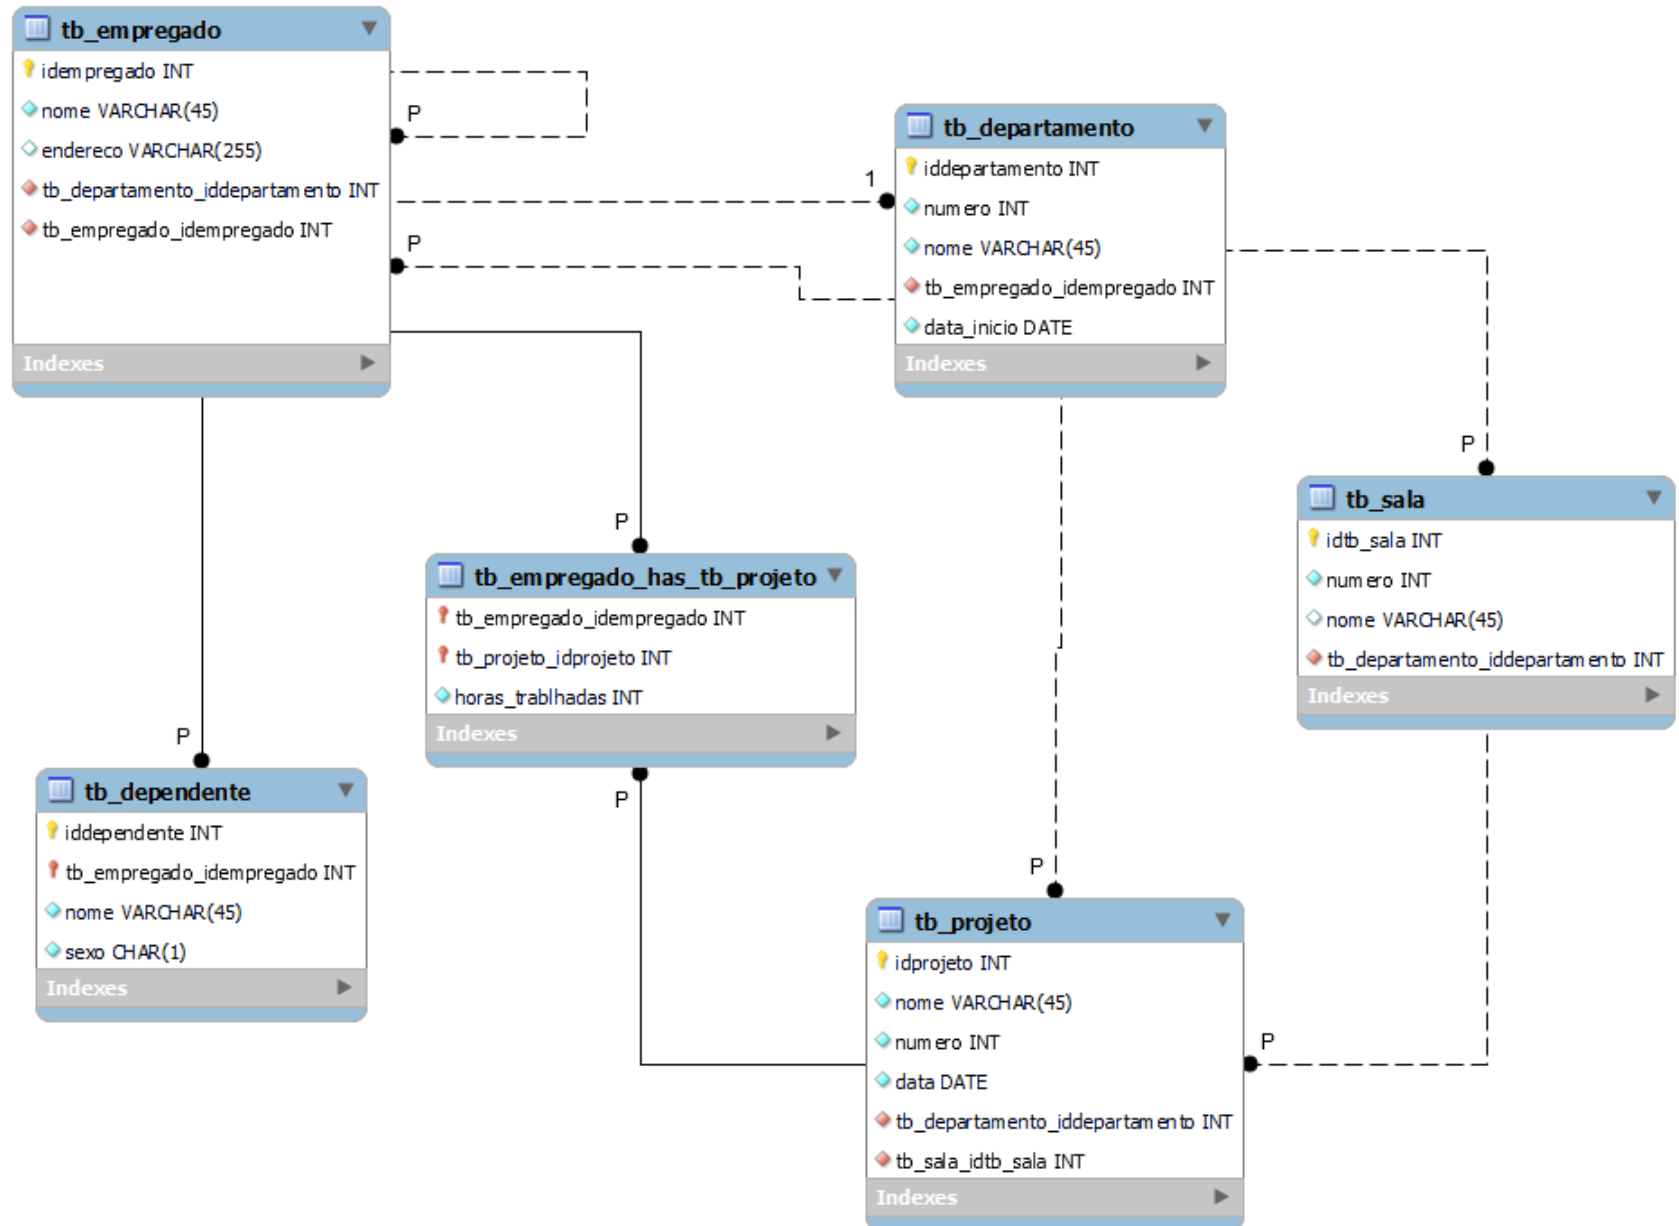 tb_empregado
idempregado INT
nome VARCHAR(45)
endereco VARCHAR(255)
tb_departamento_iddepartamento INT
tb_empregado_idempregado INT
Indexes
P
1
P
tb_departamento
iddepartamento INT
numero INT
nome VARCHAR(45)
tb_empregado_idempregado INT
data_inicio DATE
Indexes
P
tb_sala
idtb_sala INT
numero INT
nome VARCHAR(45)
tb_departamento_iddepartamento INT
Indexes
P
tb_empregado_has_tb_projeto
tb_empregado_idempregado INT
tb_projeto_idprojeto INT
horas_trablhadas INT
Indexes
P
P
tb_dependente
iddependente INT
tb_empregado_idempregado INT
nome VARCHAR(45)
sexo CHAR(1)
Indexes
P
tb_projeto
idprojeto INT
nome VARCHAR(45)
numero INT
data DATE
tb_departamento_iddepartamento INT
tb_sala_idtb_sala INT
Indexes
P